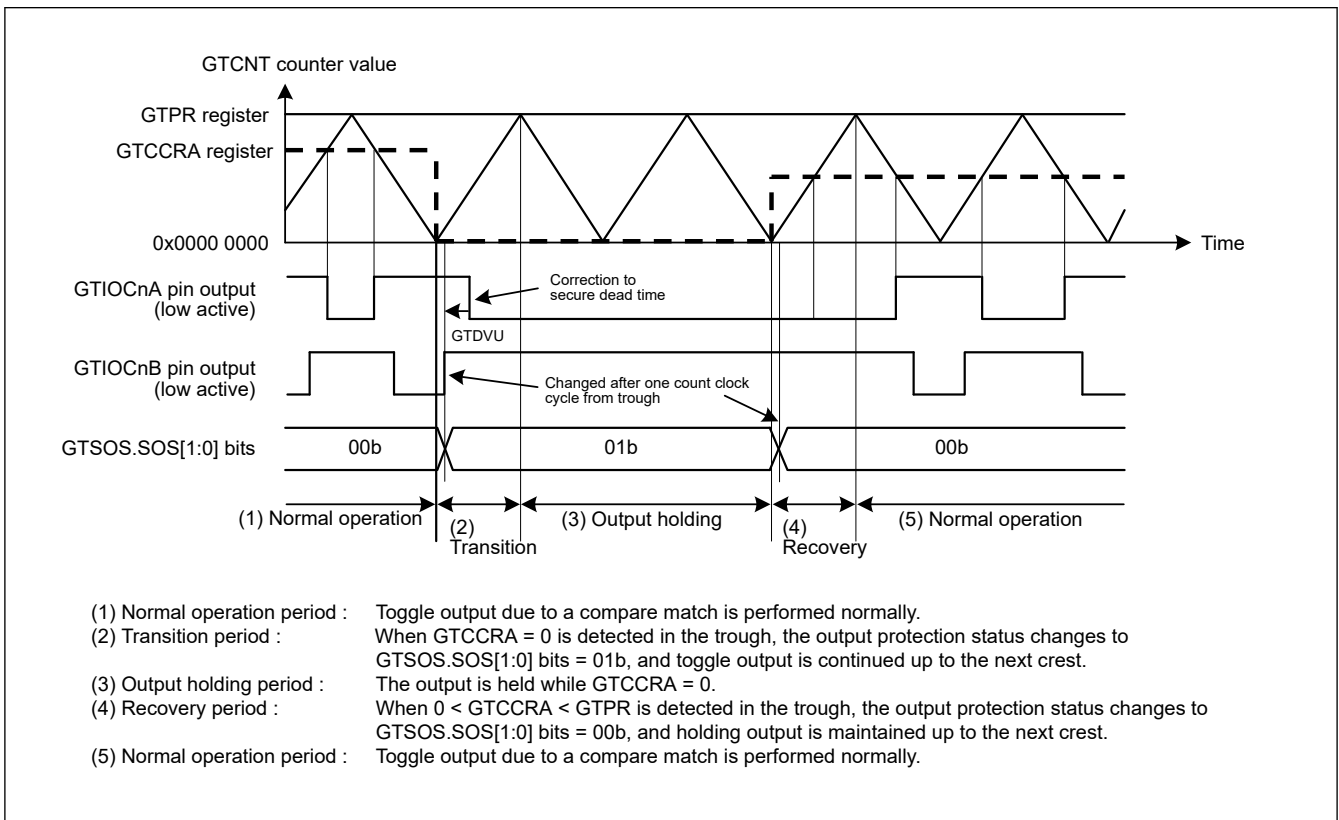 GTCNT counter value
GTPR register
GTCCRA register
0x0000 0000
Time
GTIOCnA pin output
(low active)
Correction to
secure dead time
GTDVU
GTIOCnB pin output
(low active)
Changed after one count clock
cycle from trough
GTSOS.SOS[1:0] bits
00b
01b
00b
(1) Normal operation
(2)
Transition
(3) Output holding
(4)
Recovery
(5) Normal operation
(1) Normal operation period : Toggle output due to a compare match is performed normally.
(2) Transition period : When GTCCRA = 0 is detected in the trough, the output protection status changes to
GTSOS.SOS[1:0] bits = 01b, and toggle output is continued up to the next crest.
(3) Output holding period : The output is held while GTCCRA = 0.
(4) Recovery period : When 0 < GTCCRA < GTPR is detected in the trough, the output protection status changes to
GTSOS.SOS[1:0] bits = 00b, and holding output is maintained up to the next crest.
(5) Normal operation period : Toggle output due to a compare match is performed normally.